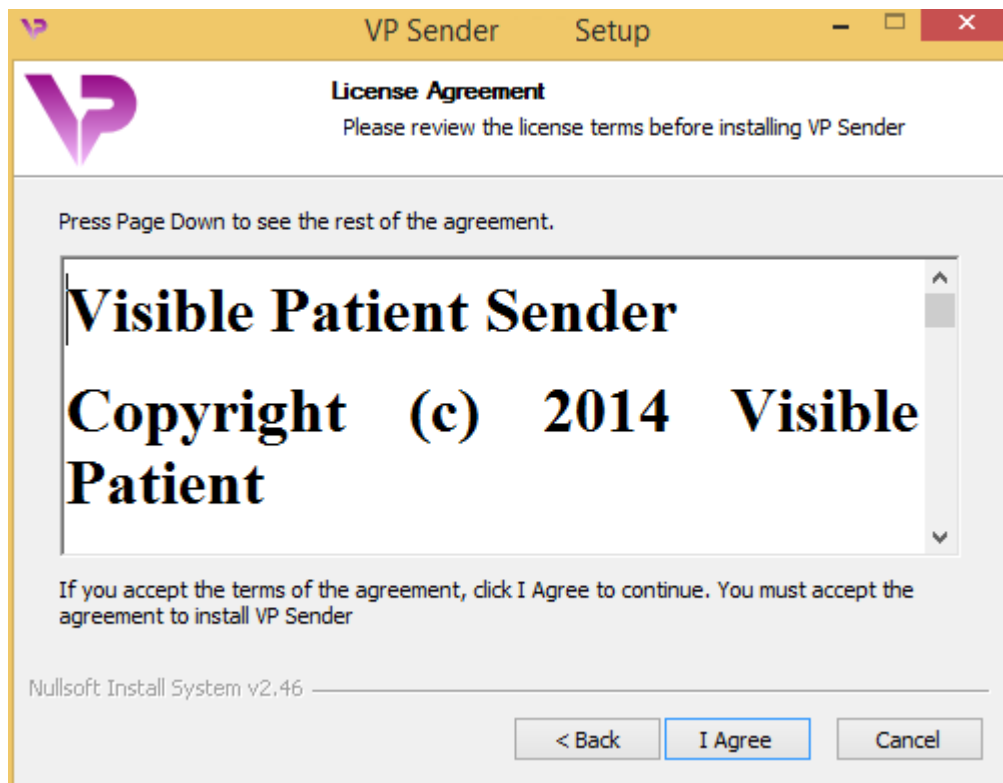 VP Sender Setup
VP
License Agreement
Please review the license terms before installing VP Sender
Press Page Down to see the rest of the agreement.
Visible Patient Sender
Copyright (c) 2014 Visible
Patient
If you accept the terms of the agreement, click I Agree to continue. You must accept the
agreement to install VP Sender
Nullsoft Install System v2.46
< Back I Agree Cancel